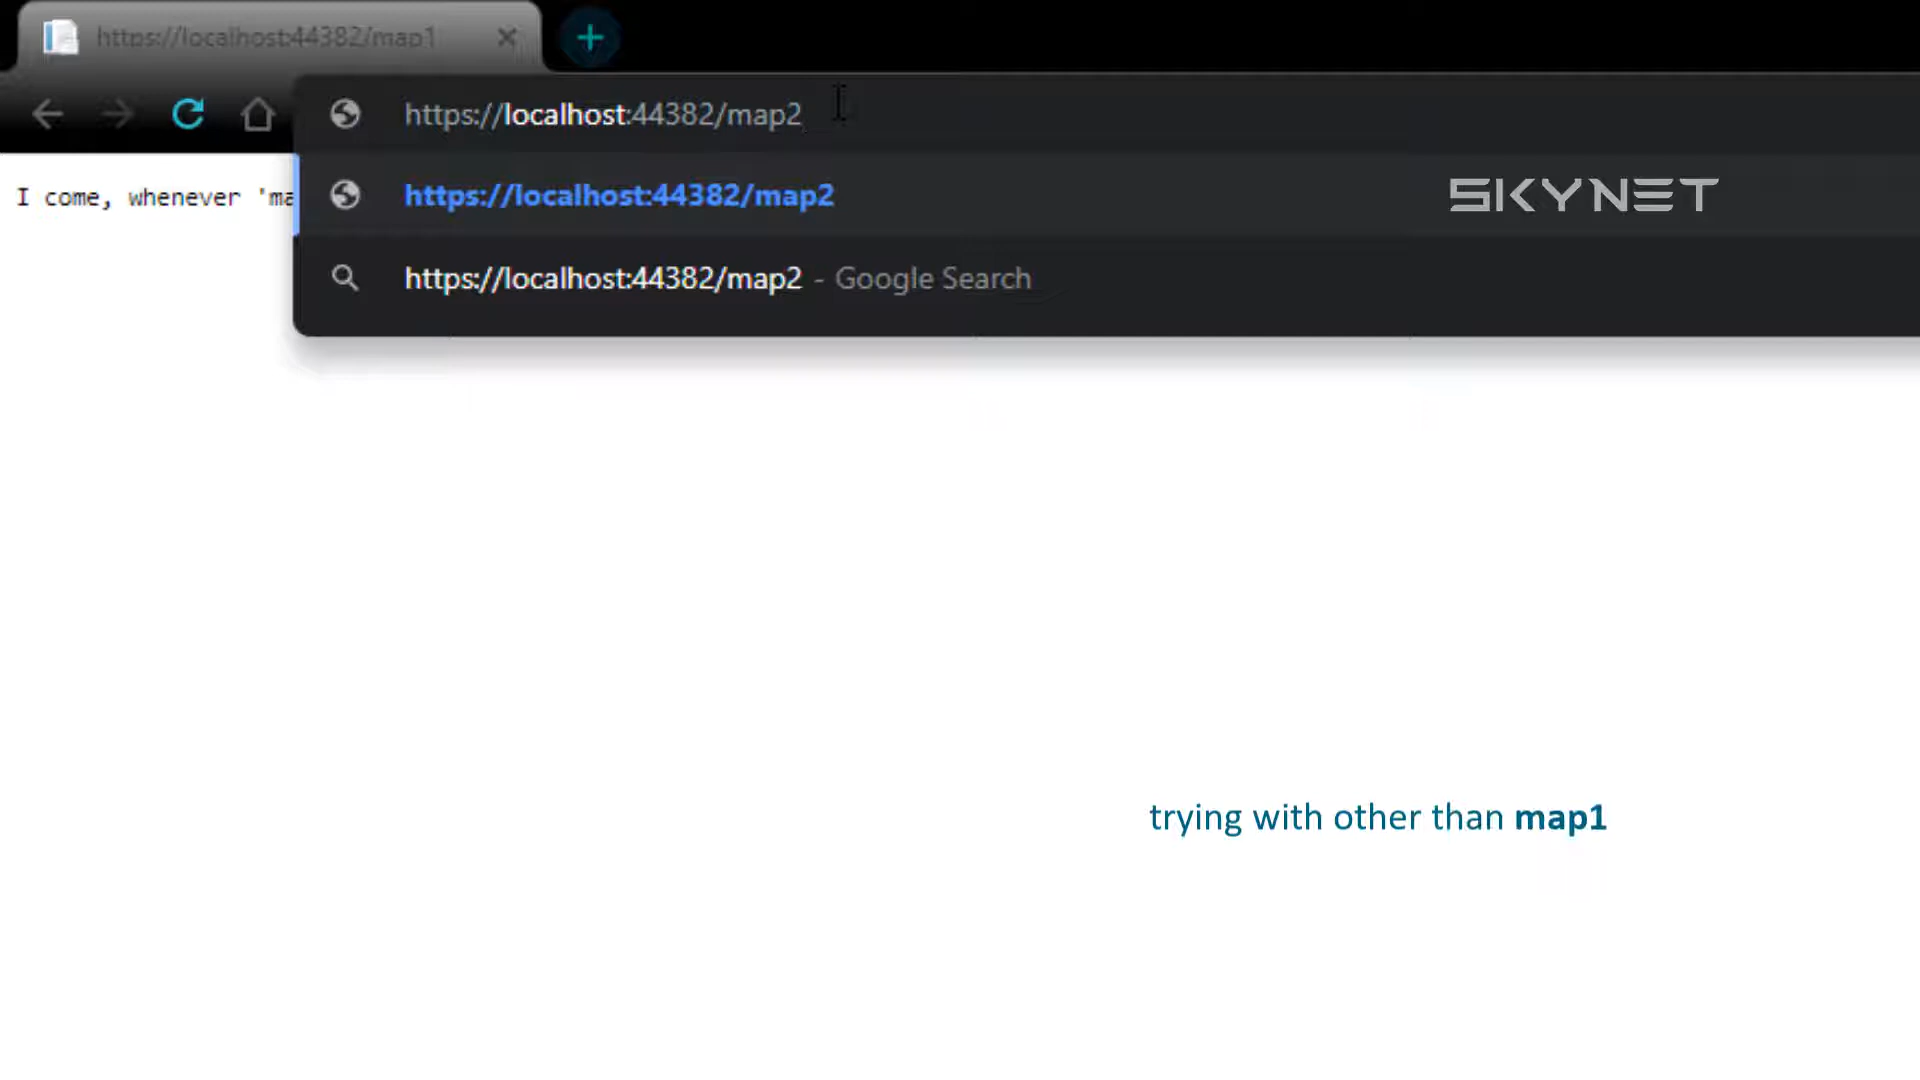 https://localhost:44382/map1
https://localhost:44382/map2
I come, whenever 'ma
https://localhost:44382/map2
SKYNET
https://localhost:44382/map2 - Google Search
trying with other than map1